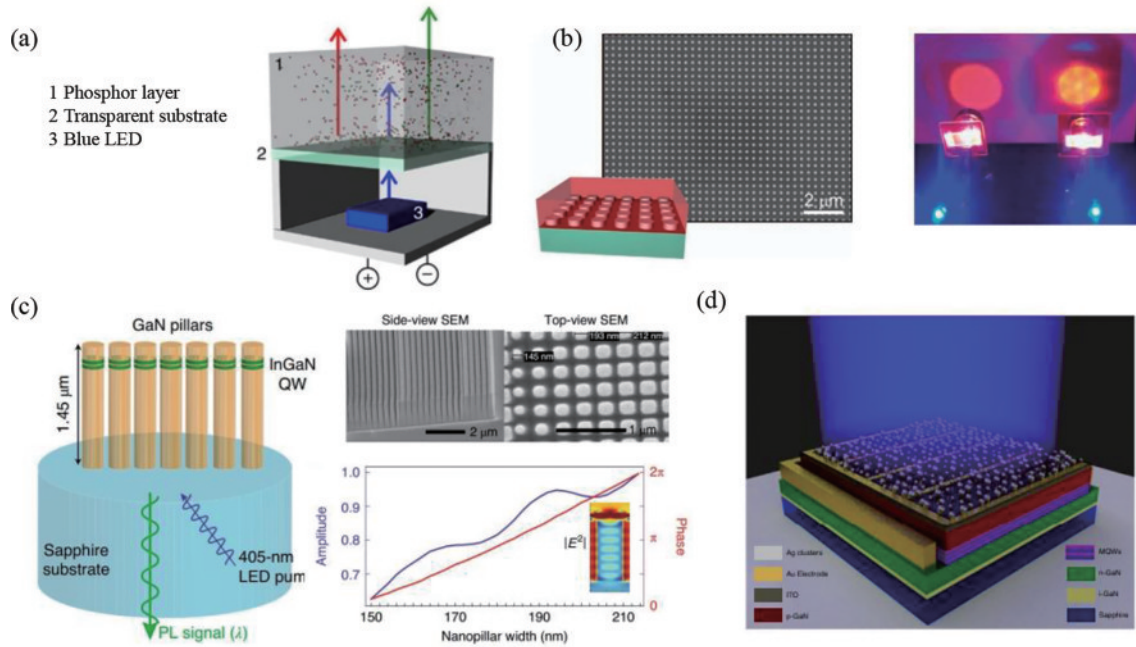 (a)
1 Phosphor layer
2 Transparent substrate
3 Blue LED
1
2
3
+
−
(b)
2 μm
(c)
GaN pillars
InGaN
QW
1.45 μm
Sapphire
substrate
405-nm
LED pum
PL signal (λ)
Side-view SEM
Top-view SEM
2 μm
145 nm
193 nm
212 nm
1 μm
Amplitude
1.0
0.9
0.8
0.7
2π
π
0
Phase
|E²|
150
170
190
210
Nanopillar width (nm)
(d)
Ag clusters
Au Electrode
ITO
p-GaN
MQWs
n-GaN
i-GaN
Sapphire